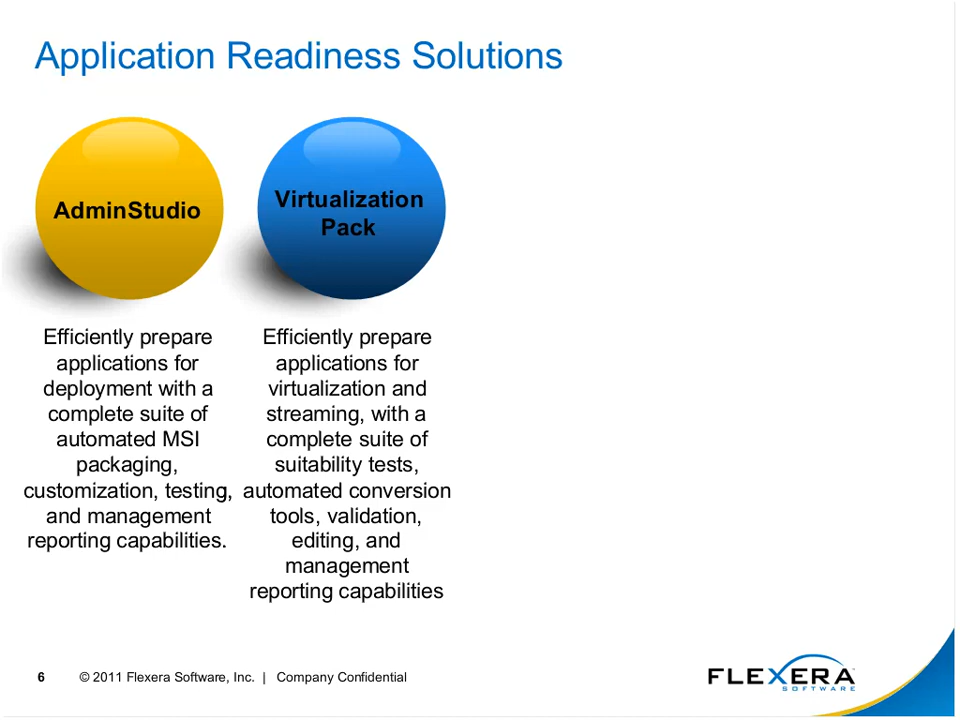 Application Readiness Solutions
AdminStudio
Virtualization
Pack
Efficiently prepare
applications for
deployment with a
complete suite of
automated MSI
packaging,
customization, testing,
and management
reporting capabilities.
Efficiently prepare
applications for
virtualization and
streaming, with a
complete suite of
suitability tests,
automated conversion
tools, validation,
editing, and
management
reporting capabilities
6 © 2011 Flexera Software, Inc. | Company Confidential
FLEXERA
SOFTWARE